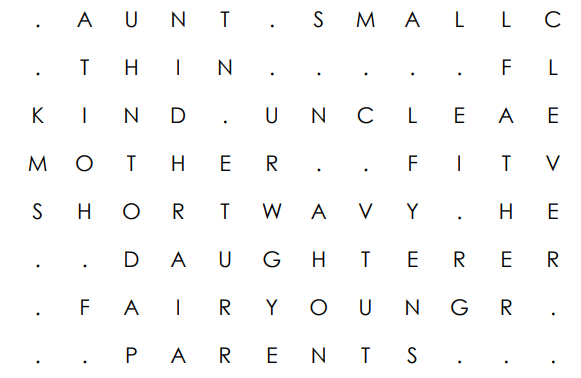 . A U N T . S M A L L C
. T H I N . . . . . F L
K I N D . U N C L E A E
M O T H E R . . F I T V
S H O R T W A V Y . H E
. . D A U G H T E R E R
. F A I R Y O U N G R .
. . P A R E N T S . . .